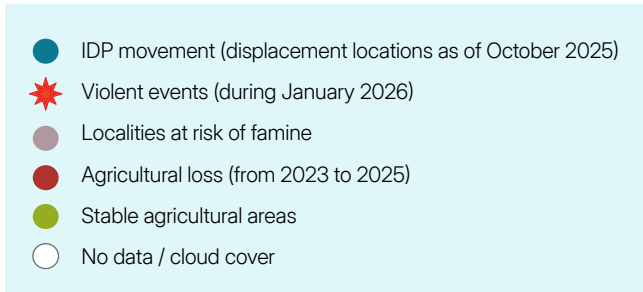 IDP movement (displacement locations as of October 2025)
Violent events (during January 2026)
Localities at risk of famine
Agricultural loss (from 2023 to 2025)
Stable agricultural areas
No data / cloud cover